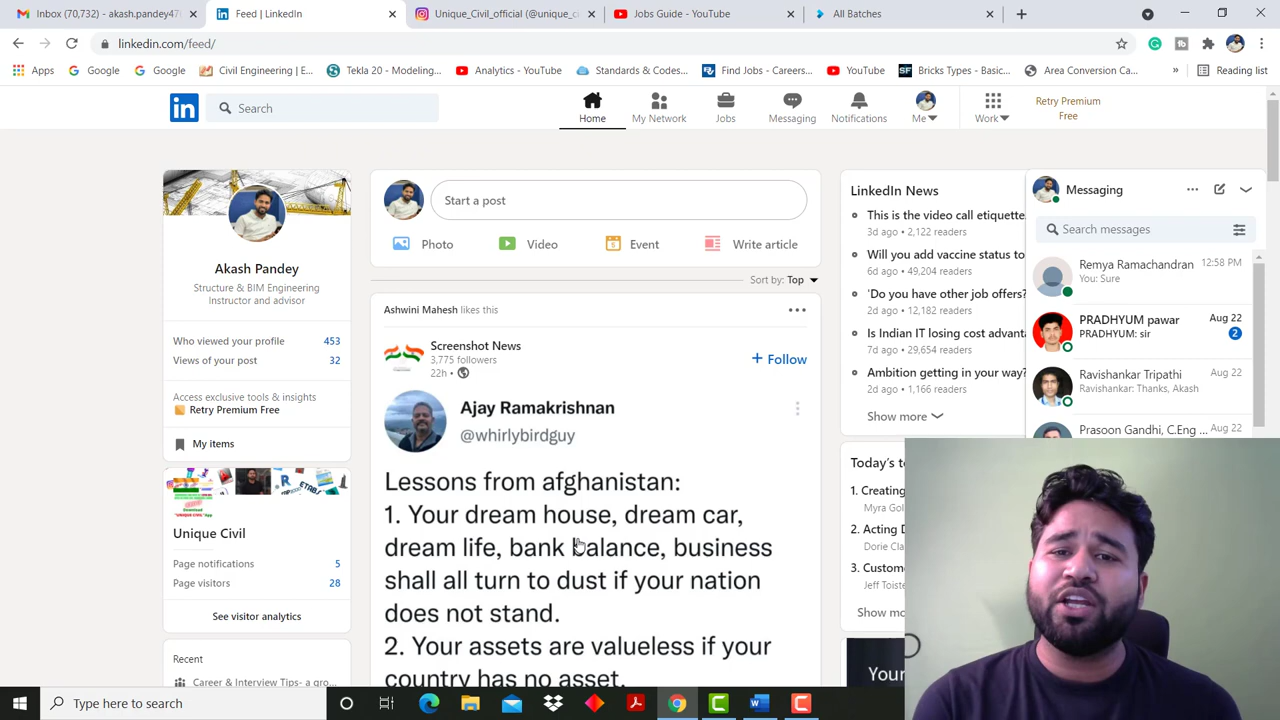 Inbox (70,732) - akash.pandey47
Feed | LinkedIn
Unique_Civil_official (@unique_c
Jobs Guide - YouTube
All Batches
linkedin.com/feed/
Apps
Google
Google
Civil Engineering | E...
Tekla 20 - Modeling...
Analytics - YouTube
Standards & Codes...
Find Jobs - Careers...
YouTube
Bricks Types - Basic...
Area Conversion Ca...
»
Reading list
in
Search
Home
My Network
Jobs
Messaging
Notifications
Me
Work
Retry Premium
Free
Akash Pandey
Structure & BIM Engineering
Instructor and advisor
Who viewed your profile 453
Views of your post 32
Access exclusive tools & insights
Retry Premium Free
My items
Unique Civil
Page notifications 5
Page visitors 28
See visitor analytics
Recent
Career & Interview Tips- a gro...
Start a post
Photo
Video
Event
Write article
Sort by: Top
Ashwini Mahesh likes this
Screenshot News
3,775 followers
22h •
+ Follow
Ajay Ramakrishnan
@whirlybirdguy
Lessons from afghanistan:
1. Your dream house, dream car,
dream life, bank balance, business
shall all turn to dust if your nation
does not stand.
2. Your assets are valueless if your
country has no asset.
LinkedIn News
This is the video call etiquette
3d ago • 2,122 readers
Will you add vaccine status to
6d ago • 49,204 readers
'Do you have other job offers?
2d ago • 12,182 readers
Is Indian IT losing cost advanta
7d ago • 29,654 readers
Ambition getting in your way?
2d ago • 1,166 readers
Show more
Today's t
1. Creating
Myra Gol
2. Acting D
Dorie Cla
3. Custome
Jeff Toiste
Show mo
Your
Messaging
Search messages
Remya Ramachandran 12:58 PM
You: Sure
PRADHYUM pawar Aug 22
PRADHYUM: sir 2
Ravishankar Tripathi Aug 22
Ravishankar: Thanks, Akash
Prasoon Gandhi, C.Eng ... Aug 22
Type here to search